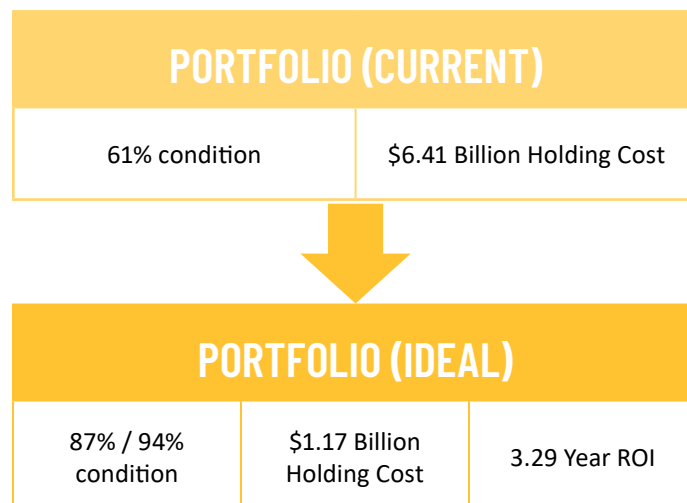 PORTFOLIO (CURRENT)
61% condition
$6.41 Billion Holding Cost
PORTFOLIO (IDEAL)
87% / 94%
condition
$1.17 Billion
Holding Cost
3.29 Year ROI